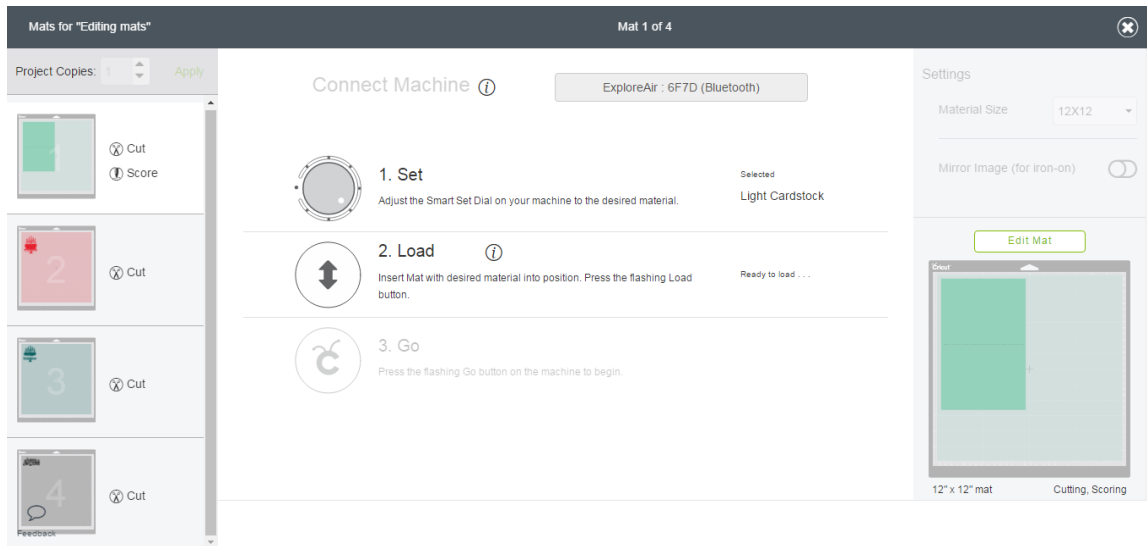 Mats for "Editing mats"
Mat 1 of 4
Project Copies: 1 Apply
Connect Machine i
ExploreAir : 6F7D (Bluetooth)
Settings
Material Size 12X12
Mirror Image (for iron-on)
1
Cut
Score
1. Set
Adjust the Smart Set Dial on your machine to the desired material.
Selected
Light Cardstock
2
Cut
2. Load i
Insert Mat with desired material into position. Press the flashing Load
button.
Ready to load . . .
3
Cut
3. Go
Press the flashing Go button on the machine to begin.
4
Cut
Feedback
Edit Mat
Cricut
12" x 12" mat
Cutting, Scoring